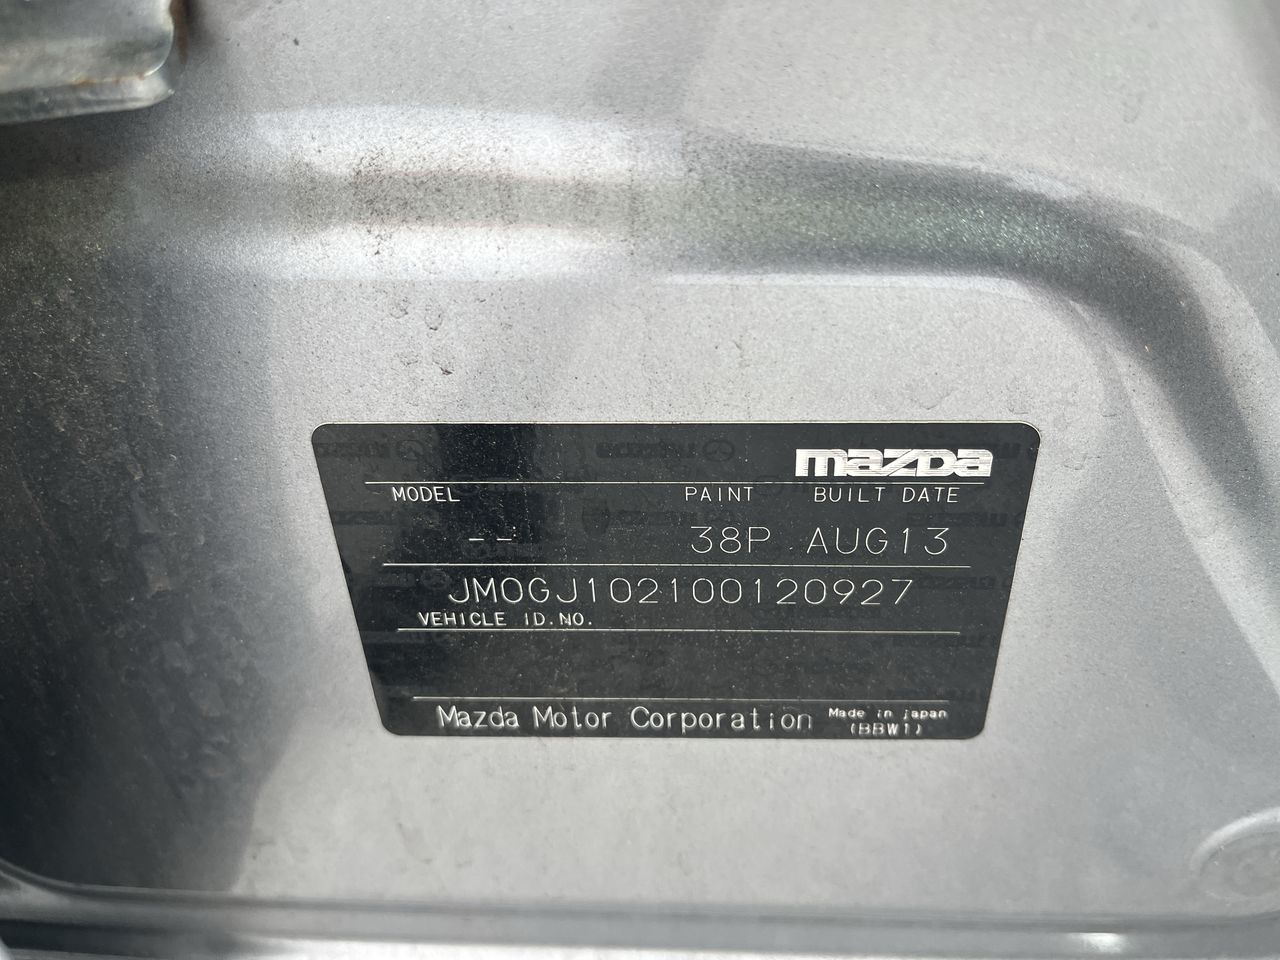 mazda
MODEL PAINT BUILT DATE
-- 38P AUG13
JM0GJ102100120927
VEHICLE ID.NO.
Mazda Motor Corporation Made in Japan
(BBW1)